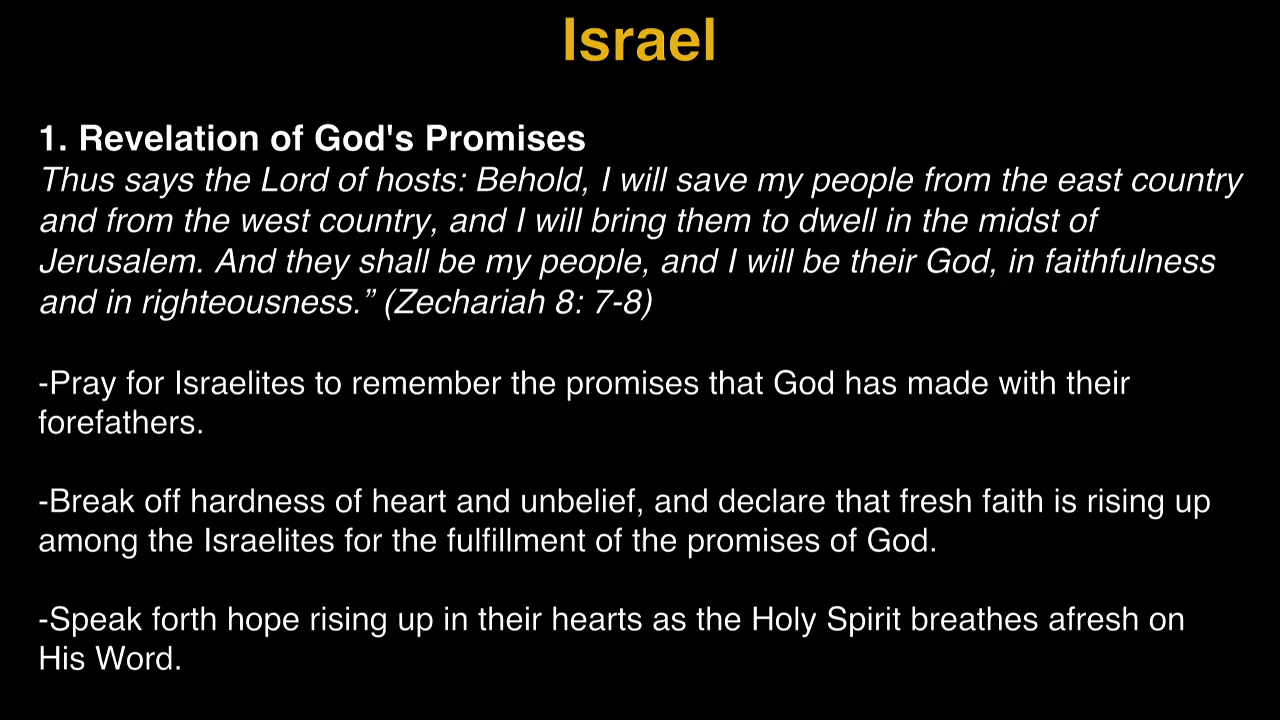 Israel
1. Revelation of God's Promises
Thus says the Lord of hosts: Behold, I will save my people from the east country
and from the west country, and I will bring them to dwell in the midst of
Jerusalem. And they shall be my people, and I will be their God, in faithfulness
and in righteousness.” (Zechariah 8: 7-8)
-Pray for Israelites to remember the promises that God has made with their
forefathers.
-Break off hardness of heart and unbelief, and declare that fresh faith is rising up
among the Israelites for the fulfillment of the promises of God.
-Speak forth hope rising up in their hearts as the Holy Spirit breathes afresh on
His Word.